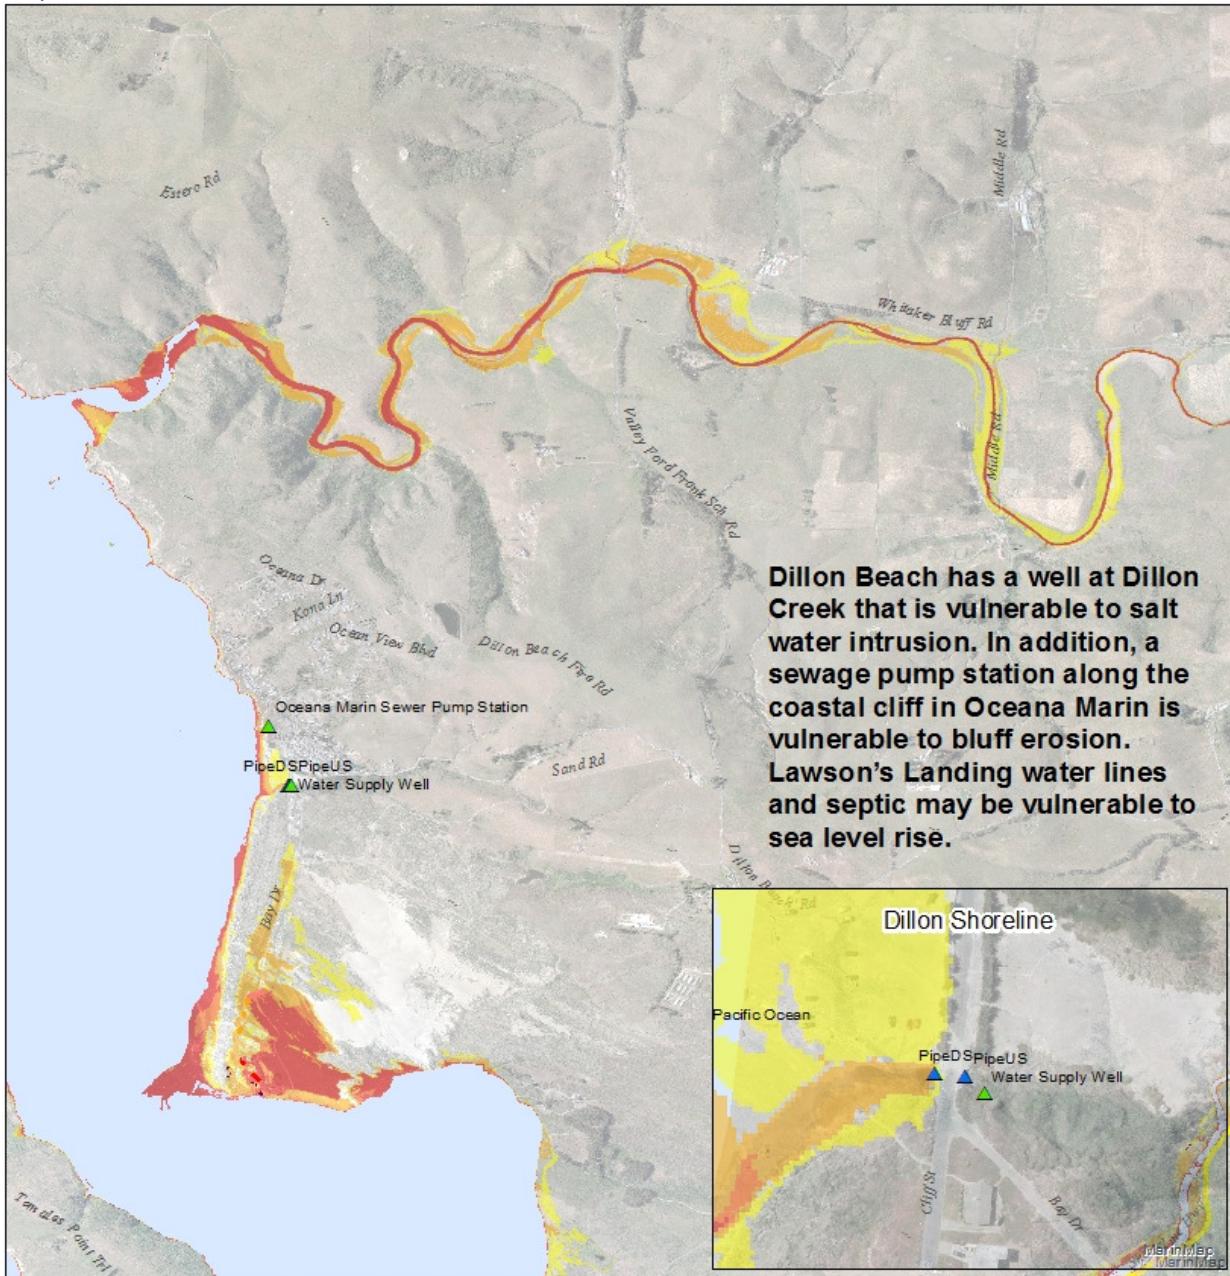 Estero Rd
Middle Rd
Whitaker Bluff Rd
Middle Rd
Valley Ford Frank Sch Rd
Oceana Dr
Kona Ln
Ocean View Blvd
Dillon Beach
Rd
Dillon Beach has a well at Dillon
Creek that is vulnerable to salt
water intrusion. In addition, a
sewage pump station along the
coastal cliff in Oceana Marin is
vulnerable to bluff erosion.
Lawson's Landing water lines
and septic may be vulnerable to
sea level rise.
Oceana Marin Sewer Pump Station
PipeDSPipeUS
Water Supply Well
Sand Rd
Bay Dr
Dillon Beach Rd
Dillon Shoreline
Pacific Ocean
PipeDS PipeUS
Water Supply Well
Cliff St
Bay Dr
Tomales Point Trl
MarinMap
MarinMap